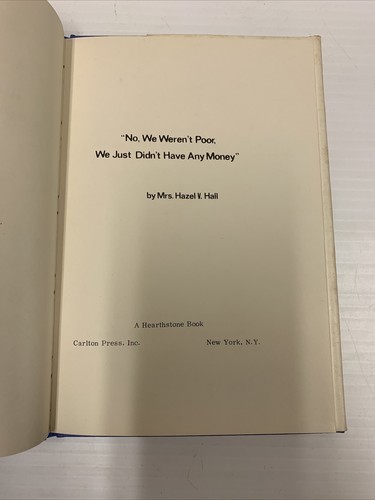 "No, We Weren't Poor,
We Just Didn't Have Any Money"
by Mrs. Hazel V. Hall
A Hearthstone Book
Carlton Press, Inc. New York, N.Y.